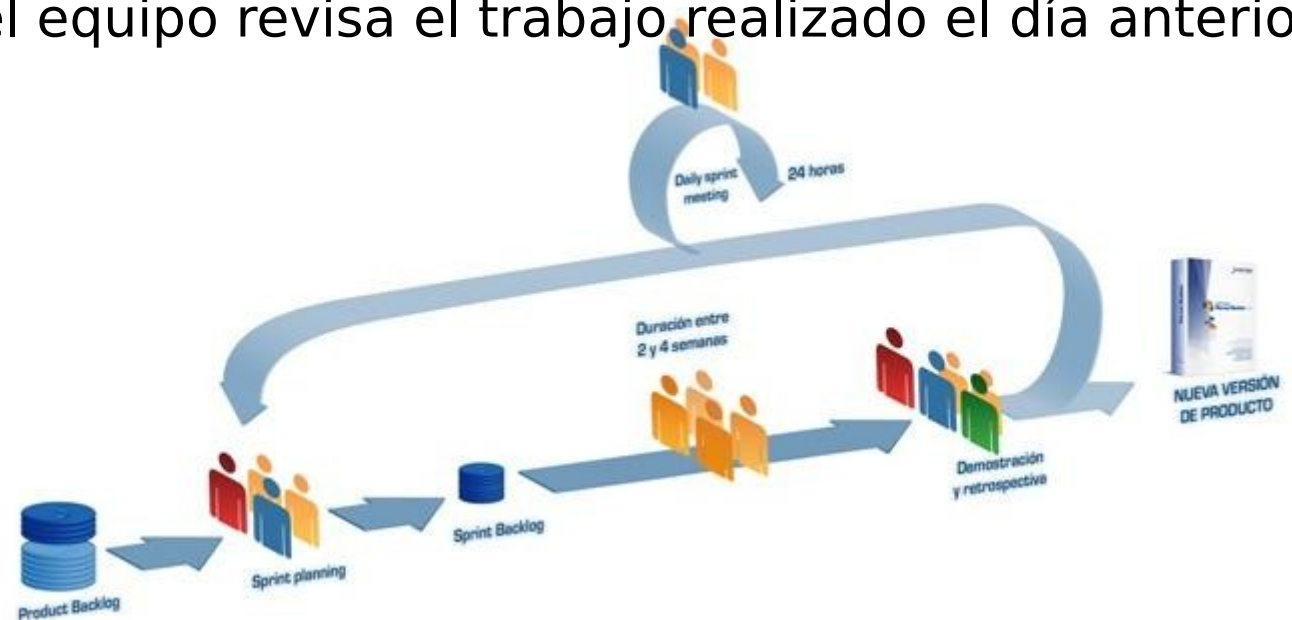 el equipo revisa el trabajo realizado el día anterio
Daily sprint
meeting
24 horas
Duración entre
2 y 4 semanas
NUEVA VERSIÓN
DE PRODUCTO
Demostración
y retrospectiva
Sprint Backlog
Sprint planning
Product Backlog